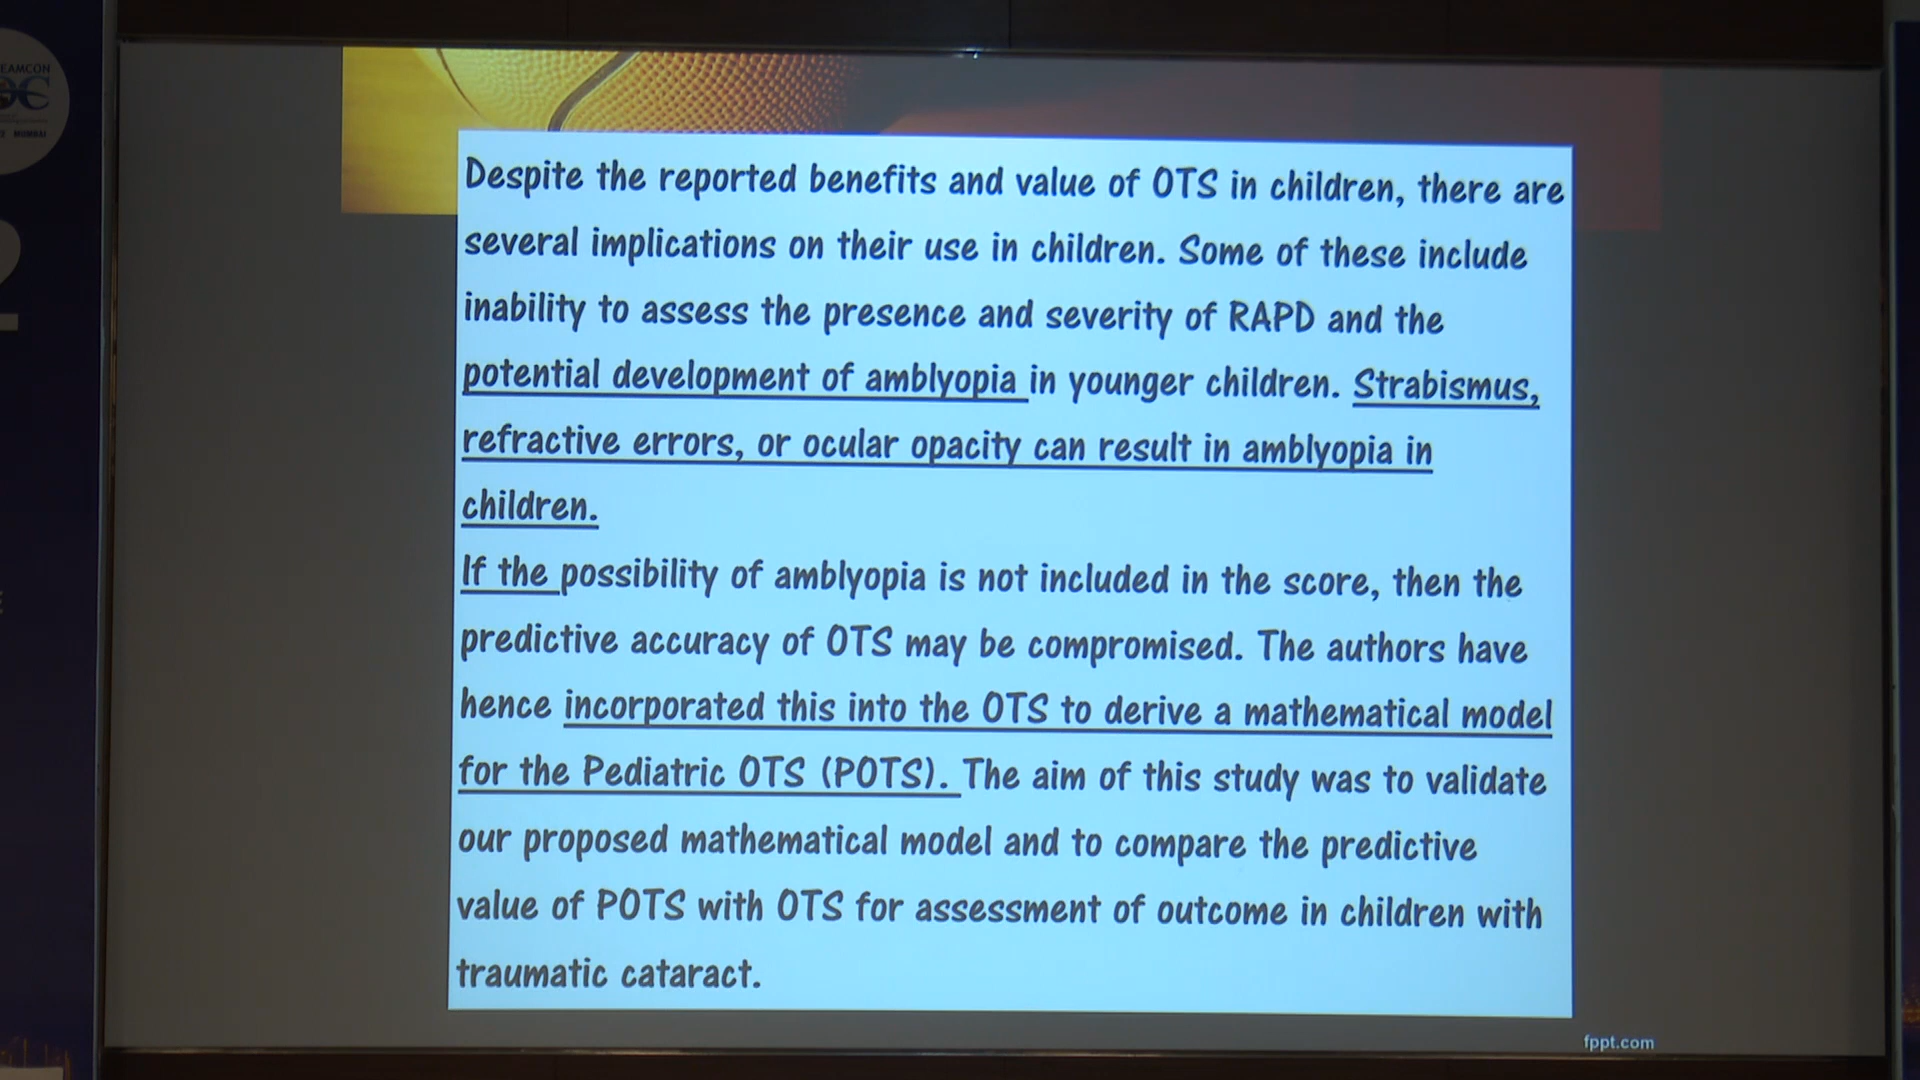 EAMCON
MUMBAI
2
Despite the reported benefits and value of OTS in children, there are
several implications on their use in children. Some of these include
inability to assess the presence and severity of RAPD and the
potential development of amblyopia in younger children. Strabismus,
refractive errors, or ocular opacity can result in amblyopia in
children.
If the possibility of amblyopia is not included in the score, then the
predictive accuracy of OTS may be compromised. The authors have
hence incorporated this into the OTS to derive a mathematical model
for the Pediatric OTS (POTS). The aim of this study was to validate
our proposed mathematical model and to compare the predictive
value of POTS with OTS for assessment of outcome in children with
traumatic cataract.
fppt.com